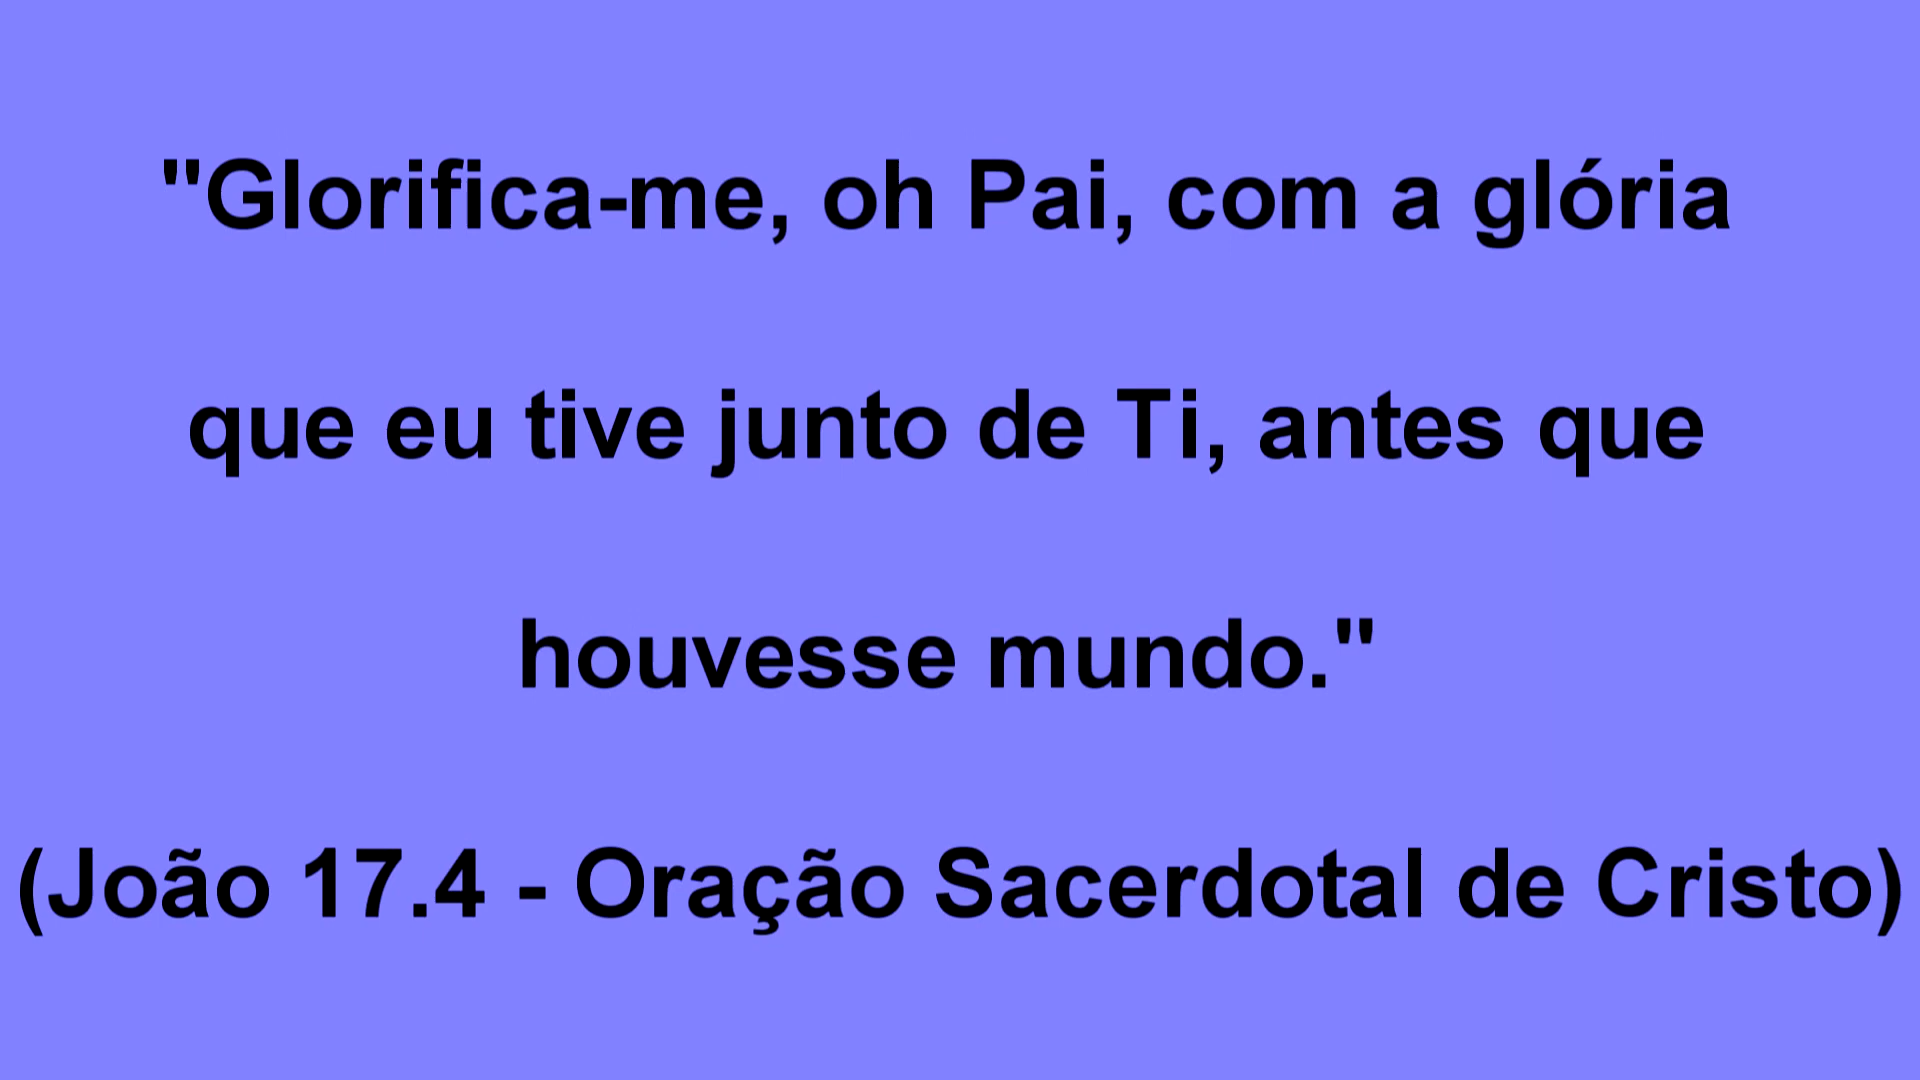 "Glorifica-me, oh Pai, com a glória
que eu tive junto de Ti, antes que
houvesse mundo."
(João 17.4 - Oração Sacerdotal de Cristo)